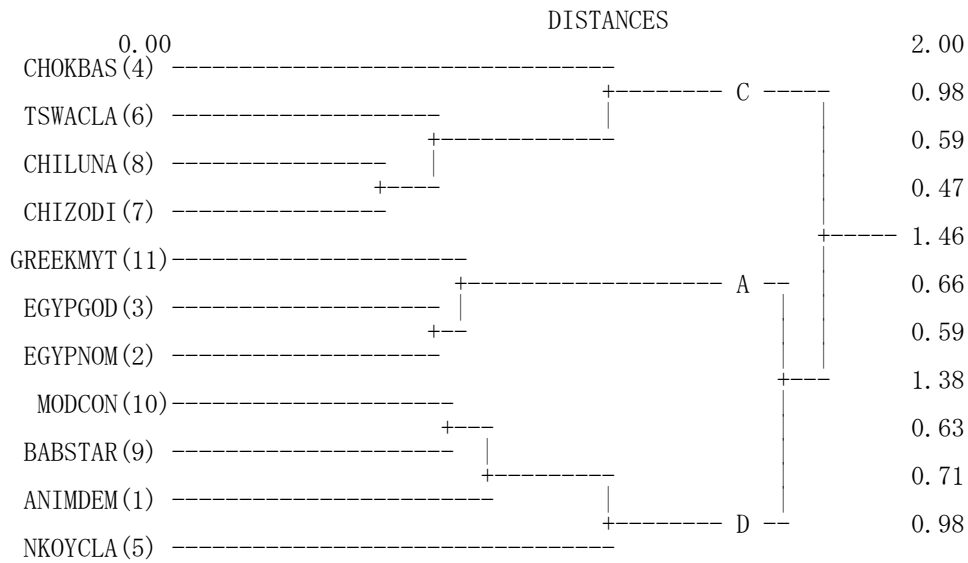 DISTANCES
0.00 2.00
CHOKBAS(4)
C 0.98
TSWACLA(6)
0.59
CHILUNA(8)
0.47
CHIZODI(7)
1.46
GREEKMYT(11)
A 0.66
EGYPGOD(3)
0.59
EGYPNOM(2)
1.38
MODCON(10)
0.63
BABSTAR(9)
0.71
ANIMDEM(1)
D 0.98
NKOYCLA(5)